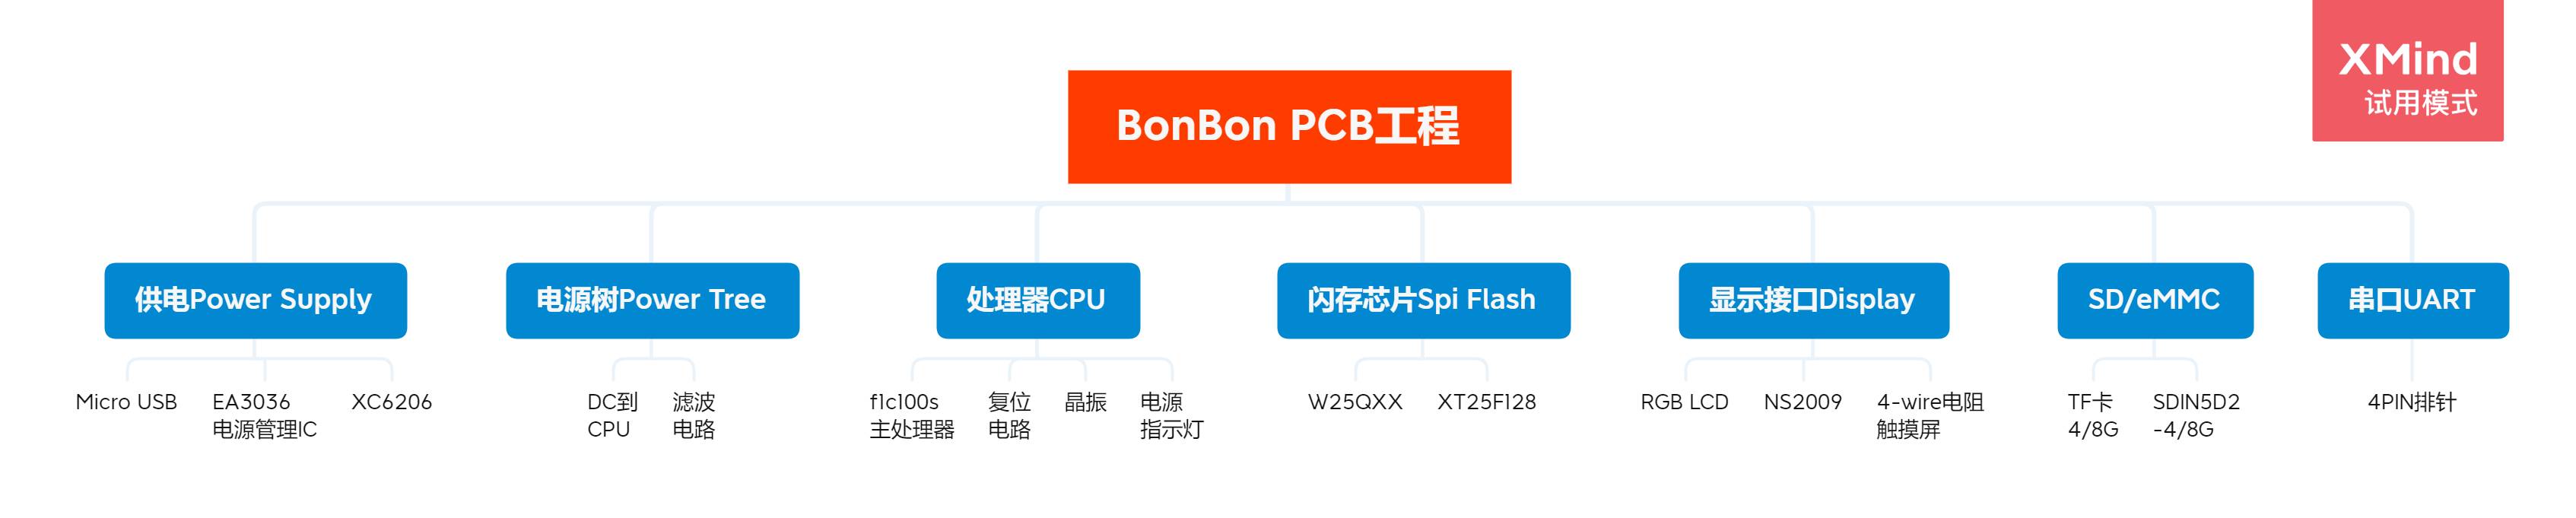 XMind
试用模式
BonBon PCB工程
供电Power Supply
电源树Power Tree
处理器CPU
闪存芯片Spi Flash
显示接口Display
SD/eMMC
串口UART
Micro USB
EA3036
电源管理IC
XC6206
DC到
CPU
滤波
电路
f1c100s
主处理器
复位
电路
晶振
电源
指示灯
W25QXX
XT25F128
RGB LCD
NS2009
4-wire电阻
触摸屏
TF卡
4/8G
SDIN5D2
-4/8G
4PIN排针